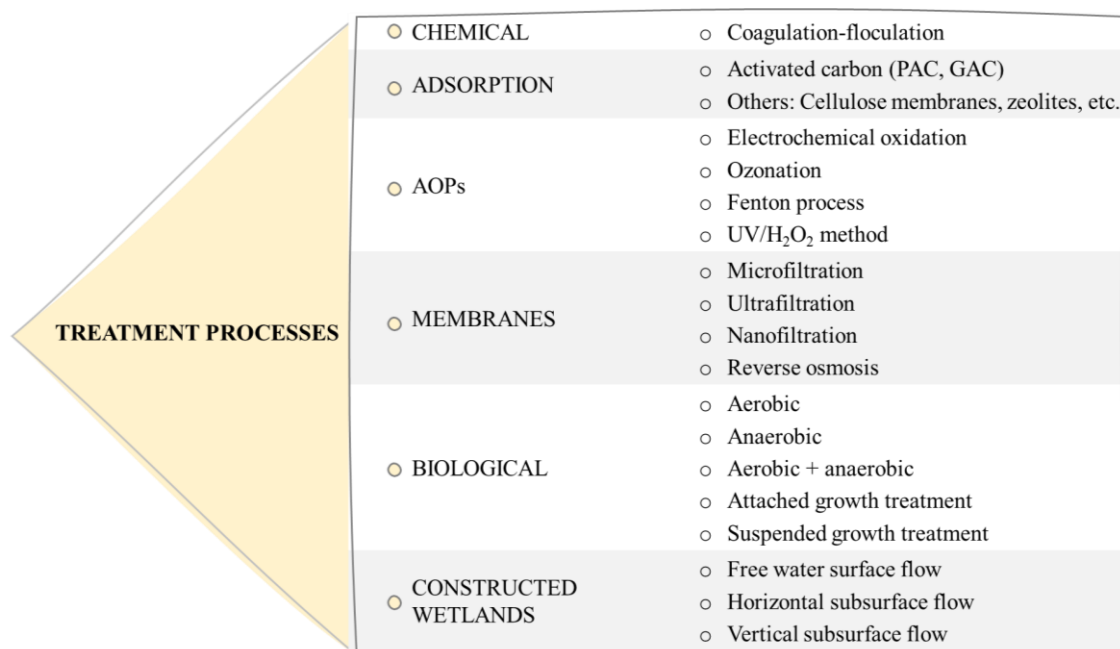 TREATMENT PROCESSES
CHEMICAL
Coagulation-floculation
ADSORPTION
Activated carbon (PAC, GAC)
Others: Cellulose membranes, zeolites, etc.
AOPs
Electrochemical oxidation
Ozonation
Fenton process
UV/H₂O₂ method
MEMBRANES
Microfiltration
Ultrafiltration
Nanofiltration
Reverse osmosis
BIOLOGICAL
Aerobic
Anaerobic
Aerobic + anaerobic
Attached growth treatment
Suspended growth treatment
CONSTRUCTED
WETLANDS
Free water surface flow
Horizontal subsurface flow
Vertical subsurface flow